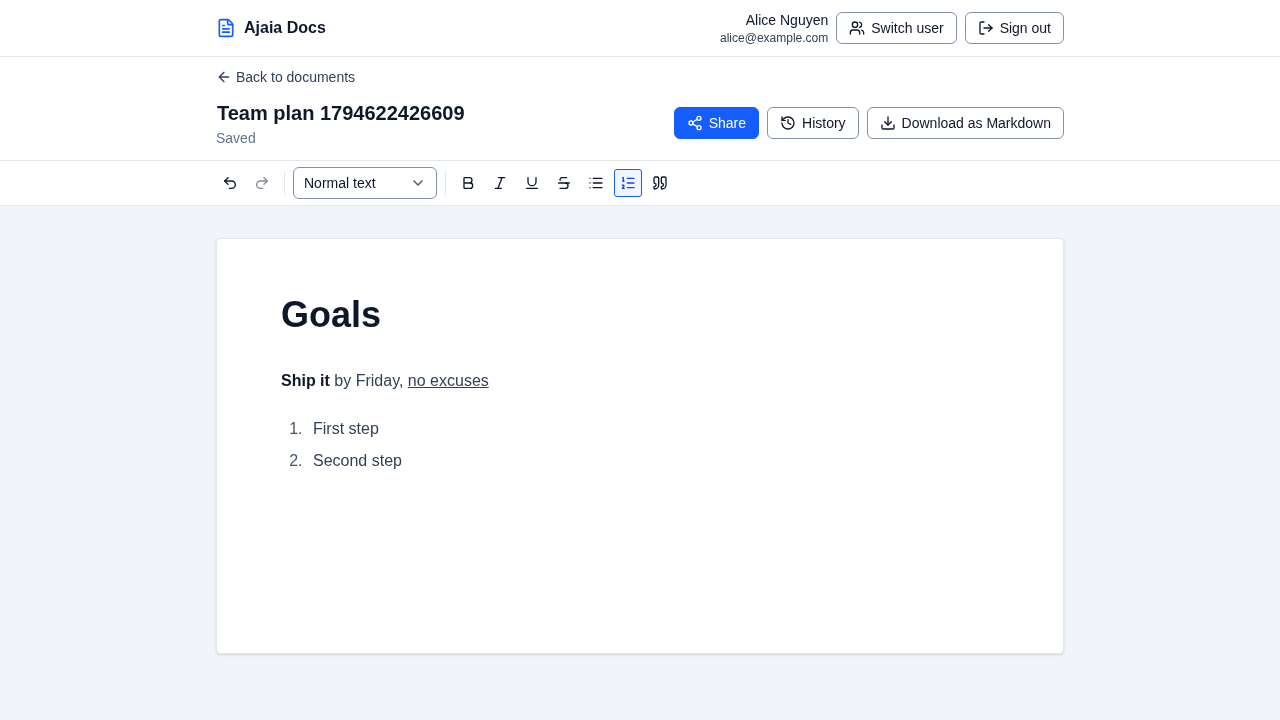 Ajaia Docs
Alice Nguyen
alice@example.com
Switch user
Sign out
Back to documents
Team plan 1794622426609
Saved
Share
History
Download as Markdown
Normal text
Goals
Ship it by Friday, no excuses
1. First step
2. Second step